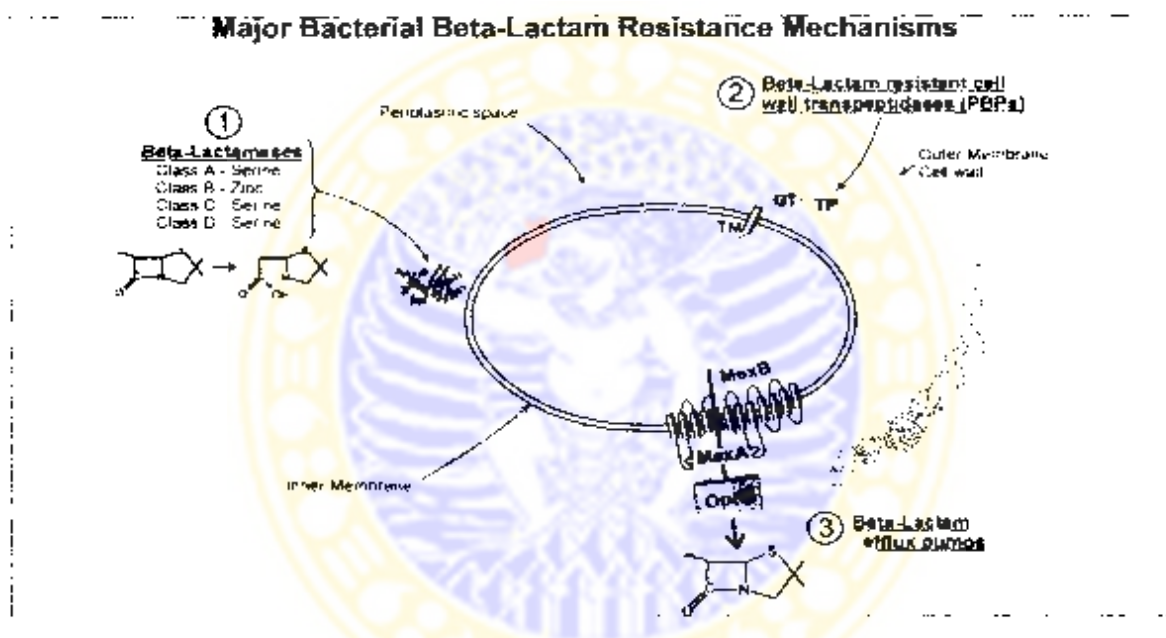 Major Bacterial Beta-Lactam Resistance Mechanisms
1
Beta-Lactamases
Class A - Serine
Class B - Zinc
Class C - Serine
Class D - Serine
Periplasmic space
2
Beta-Lactam resistant cell
wall transpeptidases (PBPs)
Outer Membrane
Cell wall
GT
TP
TM
MexB
MexA
Inner Membrane
3
Beta-Lactam
efflux pumps
S
N